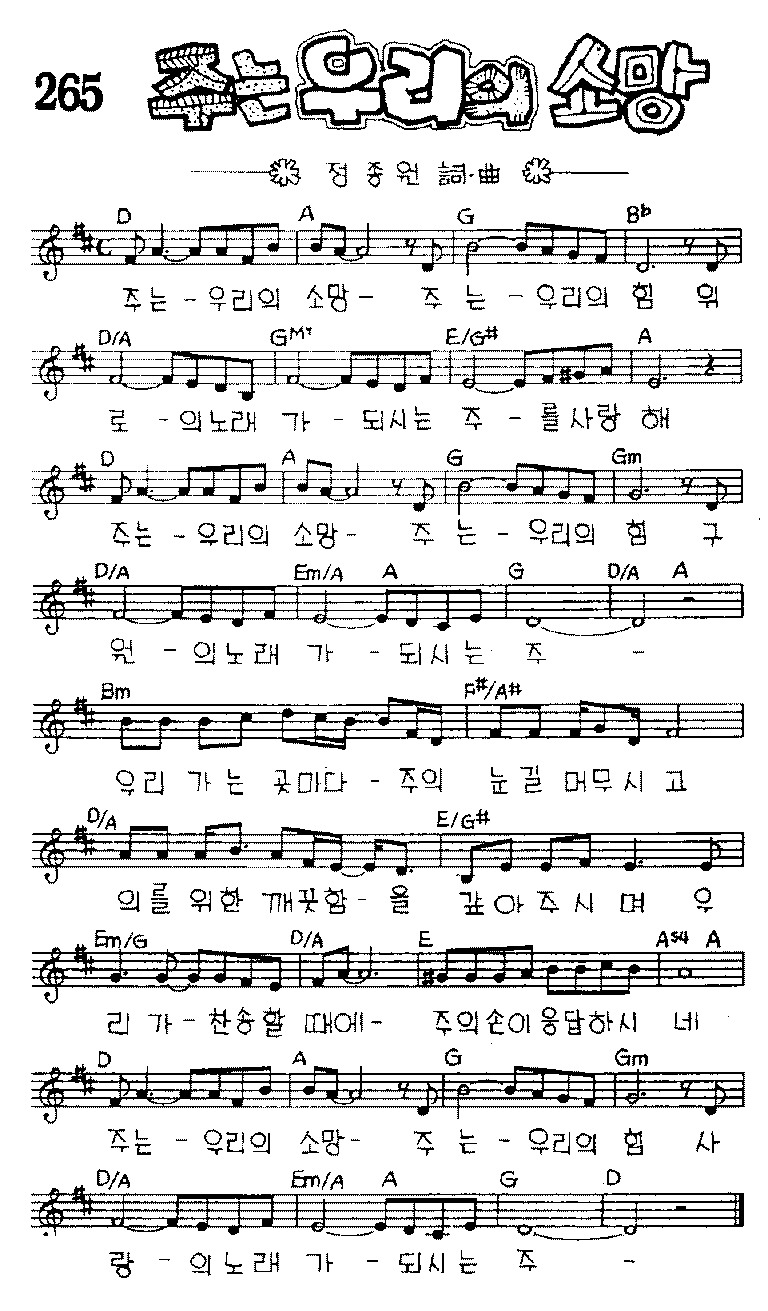 265 주는 우리의 소망
정종원 詞·曲
D A G B♭
주는-우리의 소망- 주 는 -우리의 힘 위
D/A GM7 E/G# A
로 -의노래 가 -되시는 주 -를사랑 해
D A G Gm
주는-우리의 소망- 주 는-우리의 힘 구
D/A Em/A A G D/A A
원 -의노래 가 -되시는 주 -
Bm F#/A#
우리 가는 곳마다-주의 눈길 머무시고
D/A E/G#
의를 위한 깨끗함-을 갚아주시며 우
Em/G D/A E Asu4 A
리 가-찬송할 때에- 주의손이응답하시 네
D A G Gm
주는 -우리의 소망- 주 는-우리의 힘 사
D/A Em/A A G D
랑 -의노래 가 -되시는 주 -